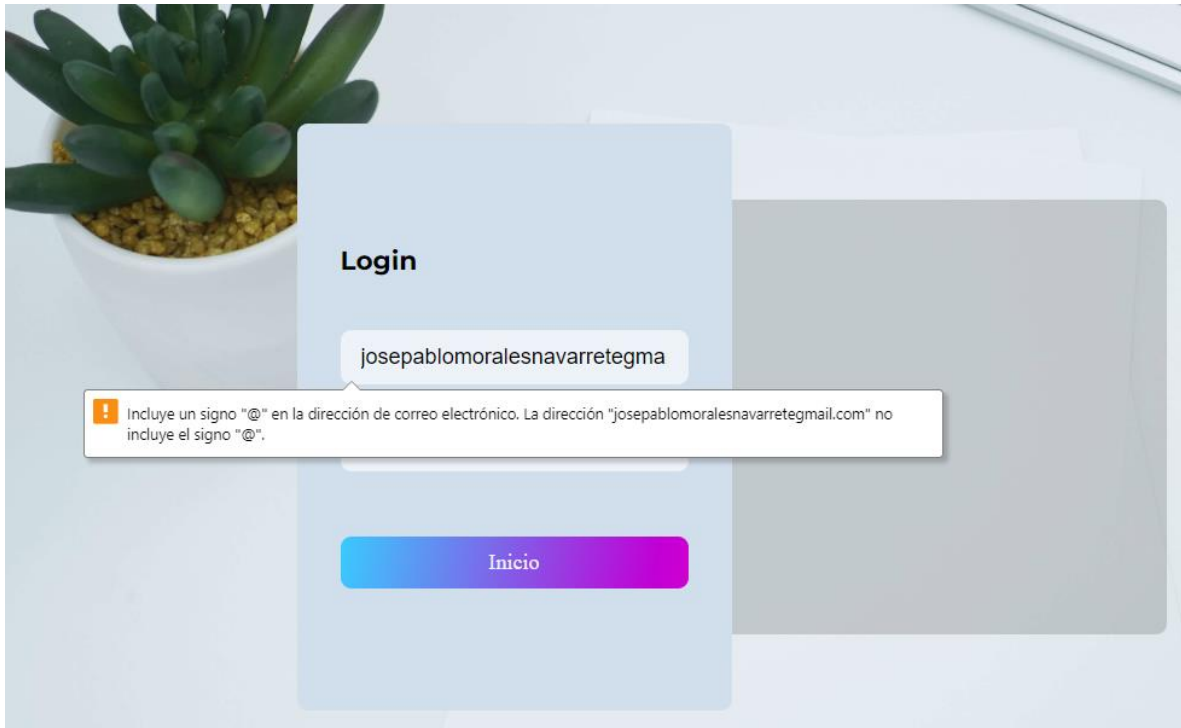 Login
josepablomoralesnavarretegma
Incluye un signo "@" en la dirección de correo electrónico. La dirección "josepablomoralesnavarretegmail.com" no
incluye el signo "@".
Inicio